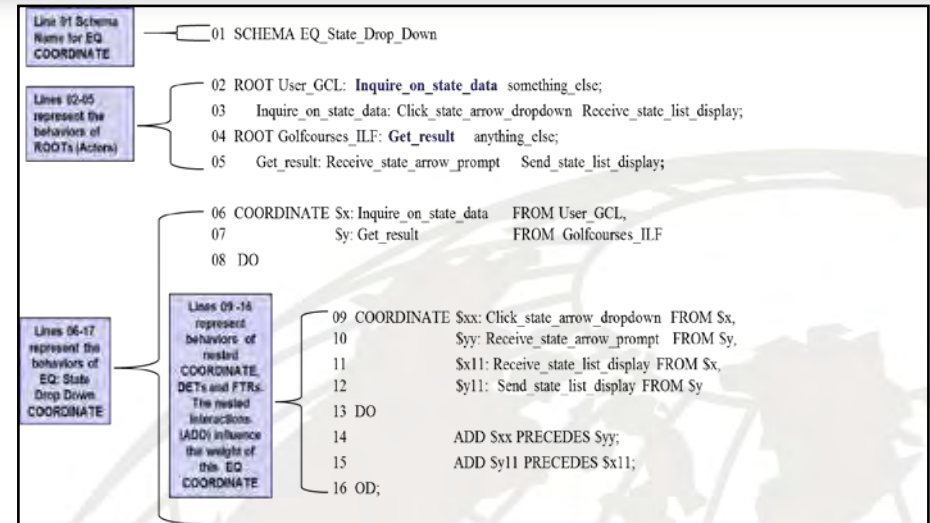 Line 01 Schema
Name for EQ
COORDINATE
01 SCHEMA EQ_State_Drop_Down
Lines 02-05
represent the
behaviors of
ROOTs (Actors)
02 ROOT User_GCL: Inquire_on_state_data something_else;
03 Inquire_on_state_data: Click_state_arrow_dropdown Receive_state_list_display;
04 ROOT Golfcourses_ILF: Get_result anything_else;
05 Get_result: Receive_state_arrow_prompt Send_state_list_display;
Lines 06-17
represent the
behaviors of
EQ: State
Drop Down
COORDINATE
06 COORDINATE $x: Inquire_on_state_data FROM User_GCL,
07 $y: Get_result FROM Golfcourses_ILF
08 DO
Lines 09-16
represent
behaviors of
nested
COORDINATE,
DETs and FTRs.
The nested
Interactions
(ADD) influence
the weight of
this EQ
COORDINATE
09 COORDINATE $xx: Click_state_arrow_dropdown FROM $x,
10 $yy: Receive_state_arrow_prompt FROM $y,
11 $x11: Receive_state_list_display FROM $x,
12 $y11: Send_state_list_display FROM $y
13 DO
14 ADD $xx PRECEDES $yy;
15 ADD $y11 PRECEDES $x11;
16 OD;